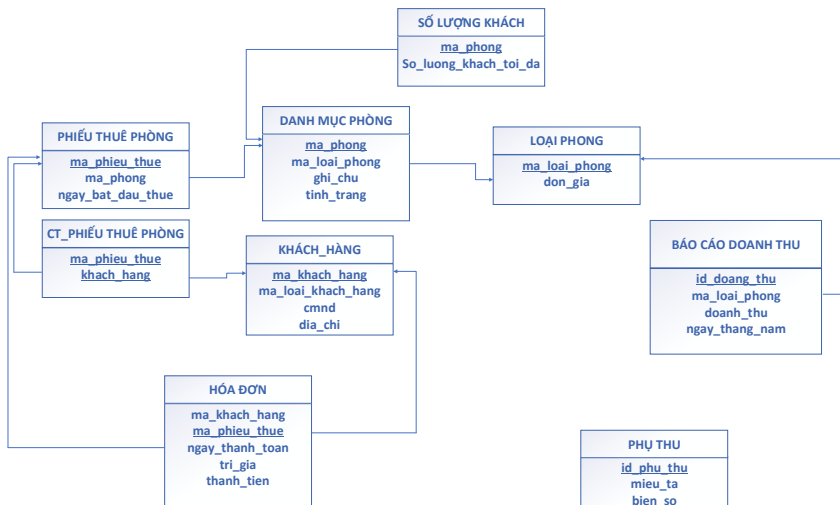 SỐ LƯỢNG KHÁCH
ma_phong
So_luong_khach_toi_da
DANH MỤC PHÒNG
ma_phong
ma_loai_phong
ghi_chu
tinh_trang
PHIẾU THUÊ PHÒNG
ma_phieu_thue
ma_phong
ngay_bat_dau_thue
LOẠI PHONG
ma_loai_phong
don_gia
CT_PHIẾU THUÊ PHÒNG
ma_phieu_thue
khach_hang
KHÁCH_HÀNG
ma_khach_hang
ma_loai_khach_hang
cmnd
dia_chi
BÁO CÁO DOANH THU
id_doang_thu
ma_loai_phong
doanh_thu
ngay_thang_nam
HÓA ĐƠN
ma_khach_hang
ma_phieu_thue
ngay_thanh_toan
tri_gia
thanh_tien
PHỤ THU
id_phu_thu
mieu_ta
bien_so